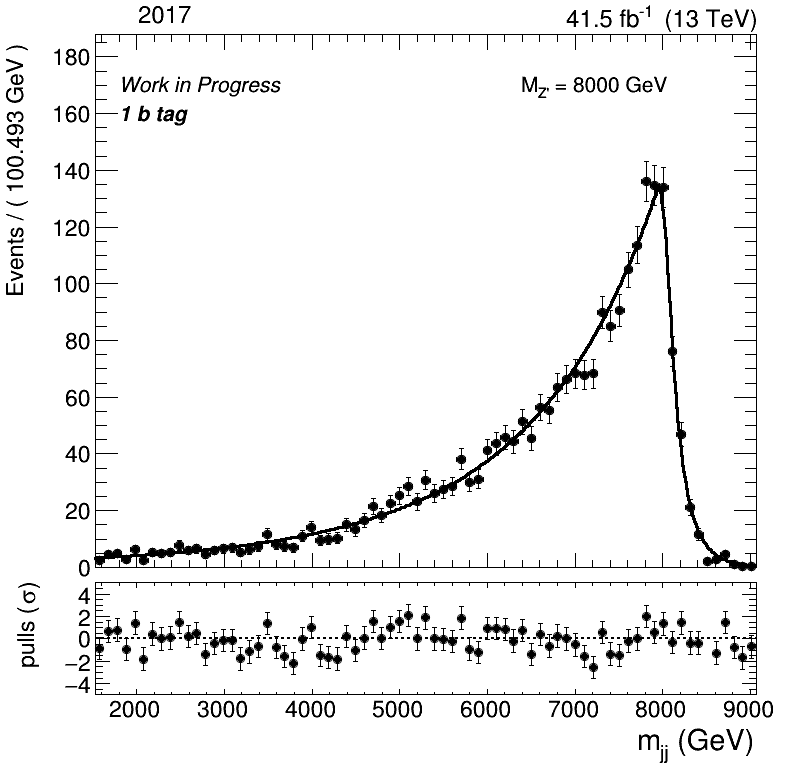 2017 41.5 fb⁻¹ (13 TeV)
Events / ( 100.493 GeV )
180
160
140
120
100
80
60
40
20
0
Work in Progress
1 b tag
M_Z' = 8000 GeV
pulls (σ)
4
2
0
−2
−4
2000 3000 4000 5000 6000 7000 8000 9000
m_jj (GeV)